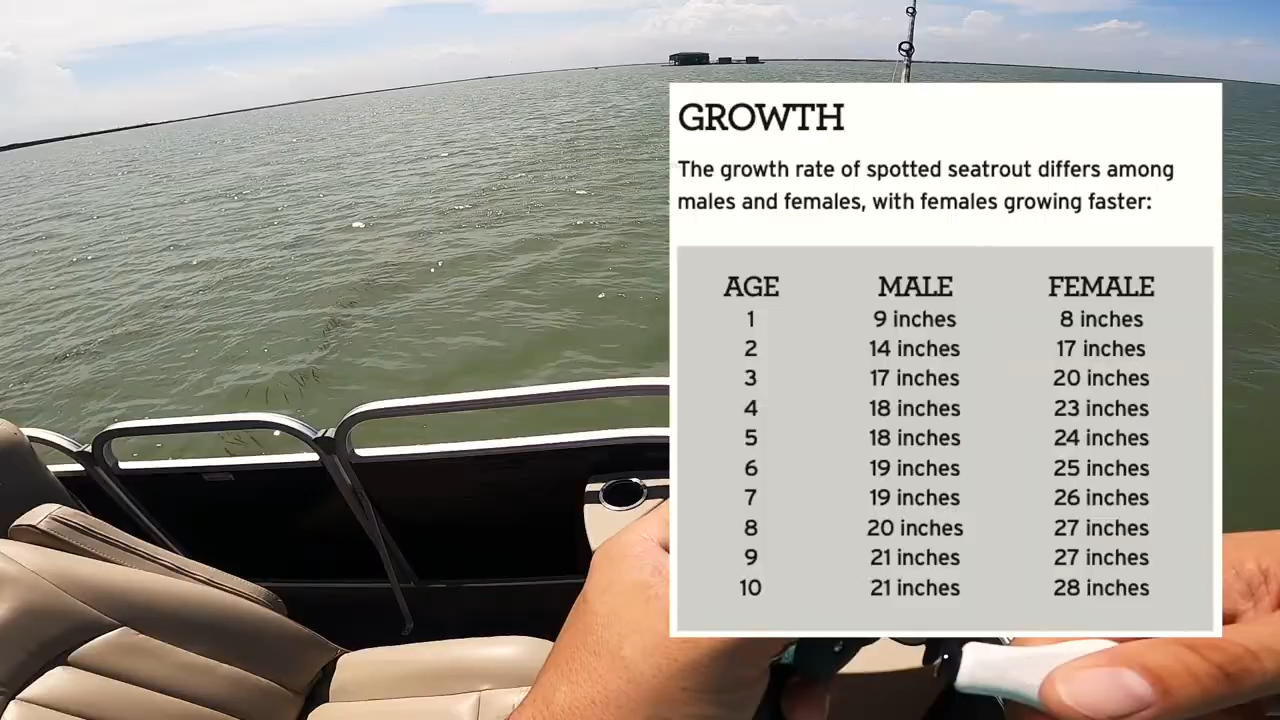 GROWTH
The growth rate of spotted seatrout differs among
males and females, with females growing faster:
AGE MALE FEMALE
1 9 inches 8 inches
2 14 inches 17 inches
3 17 inches 20 inches
4 18 inches 23 inches
5 18 inches 24 inches
6 19 inches 25 inches
7 19 inches 26 inches
8 20 inches 27 inches
9 21 inches 27 inches
10 21 inches 28 inches